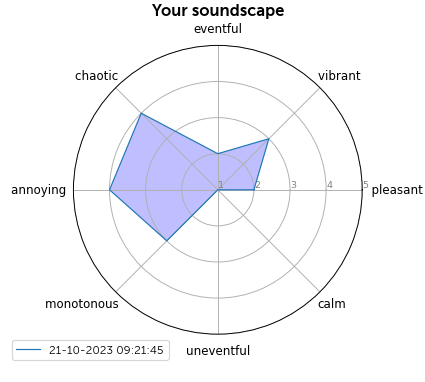 Your soundscape
eventful
chaotic
vibrant
annoying
1
2
3
4
5
pleasant
monotonous
calm
uneventful
21-10-2023 09:21:45